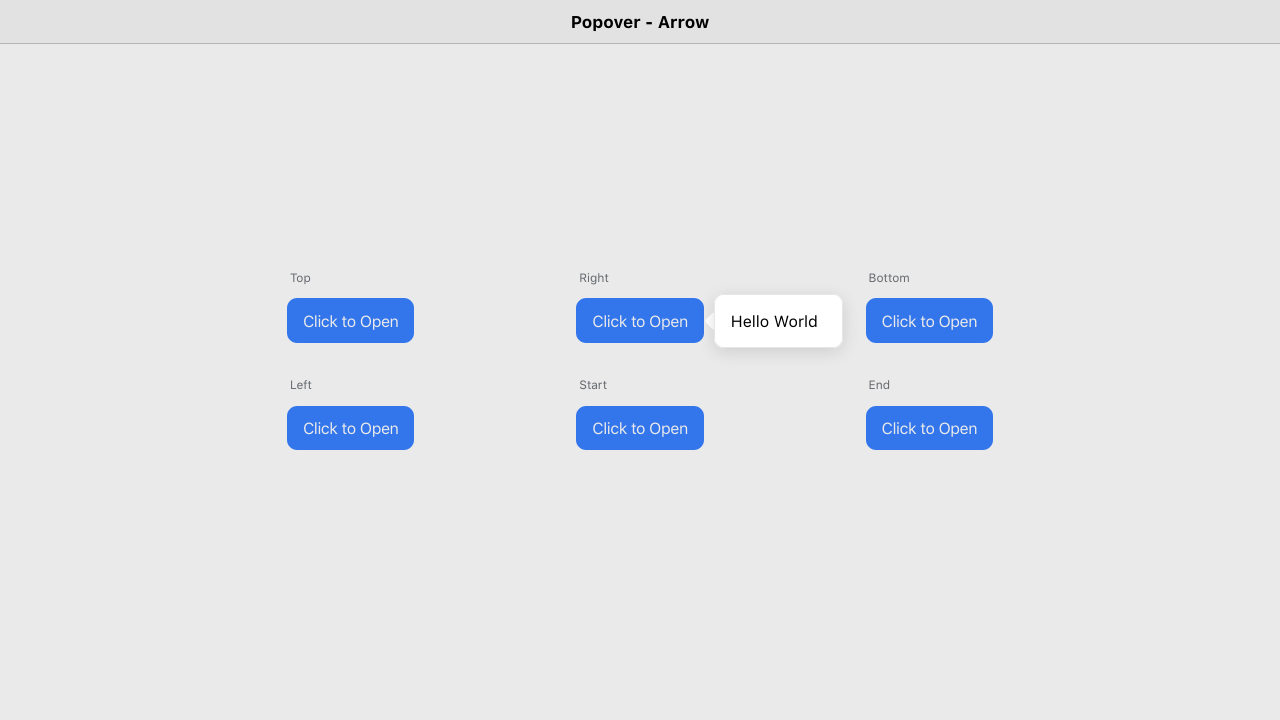 Popover - Arrow
Top
Right
Bottom
Click to Open
Click to Open
Hello World
Click to Open
Left
Start
End
Click to Open
Click to Open
Click to Open